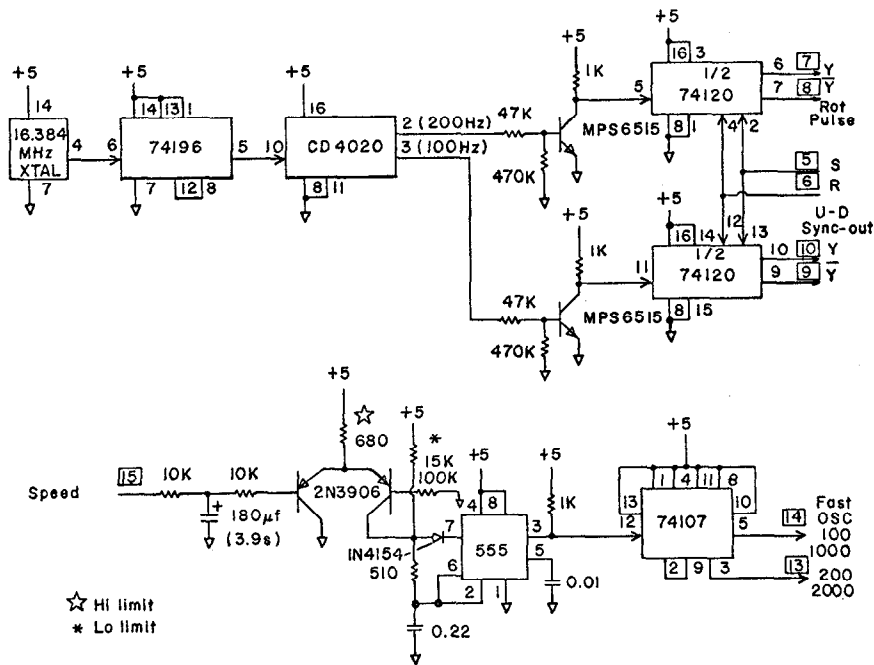 +5
+5
+5
+5
16 3
1K
1/2
74120
5
6 7 Y
7 8 Y̅
Rot
Pulse
8 1 4 2
MPS6515
14
16.384
MHz
XTAL
4
7
14 13 1
6
74196
5
7 12 8
16
10
CD4020
8 11
2 (200Hz)
3 (100Hz)
47K
470K
5 S
6 R
12 13
U-D
Sync-out
+5
+5
1K
16 14
1/2
74120
11
10 10 Y
9 9 Y̅
8 15
MPS6515
47K
470K
+5
☆
680
+5
*
15K
100K
+5
+5
+5
Speed
15
10K
10K
+
180μf
(3.9s)
2N3906
IN4154
510
4 8
7
3
555
6
5
2 1
0.22
0.01
1K
1 4 11 8
13
12
10
74107
5
2 9 3
14
Fast
OSC
100
1000
13
200
2000
☆ Hi limit
* Lo limit